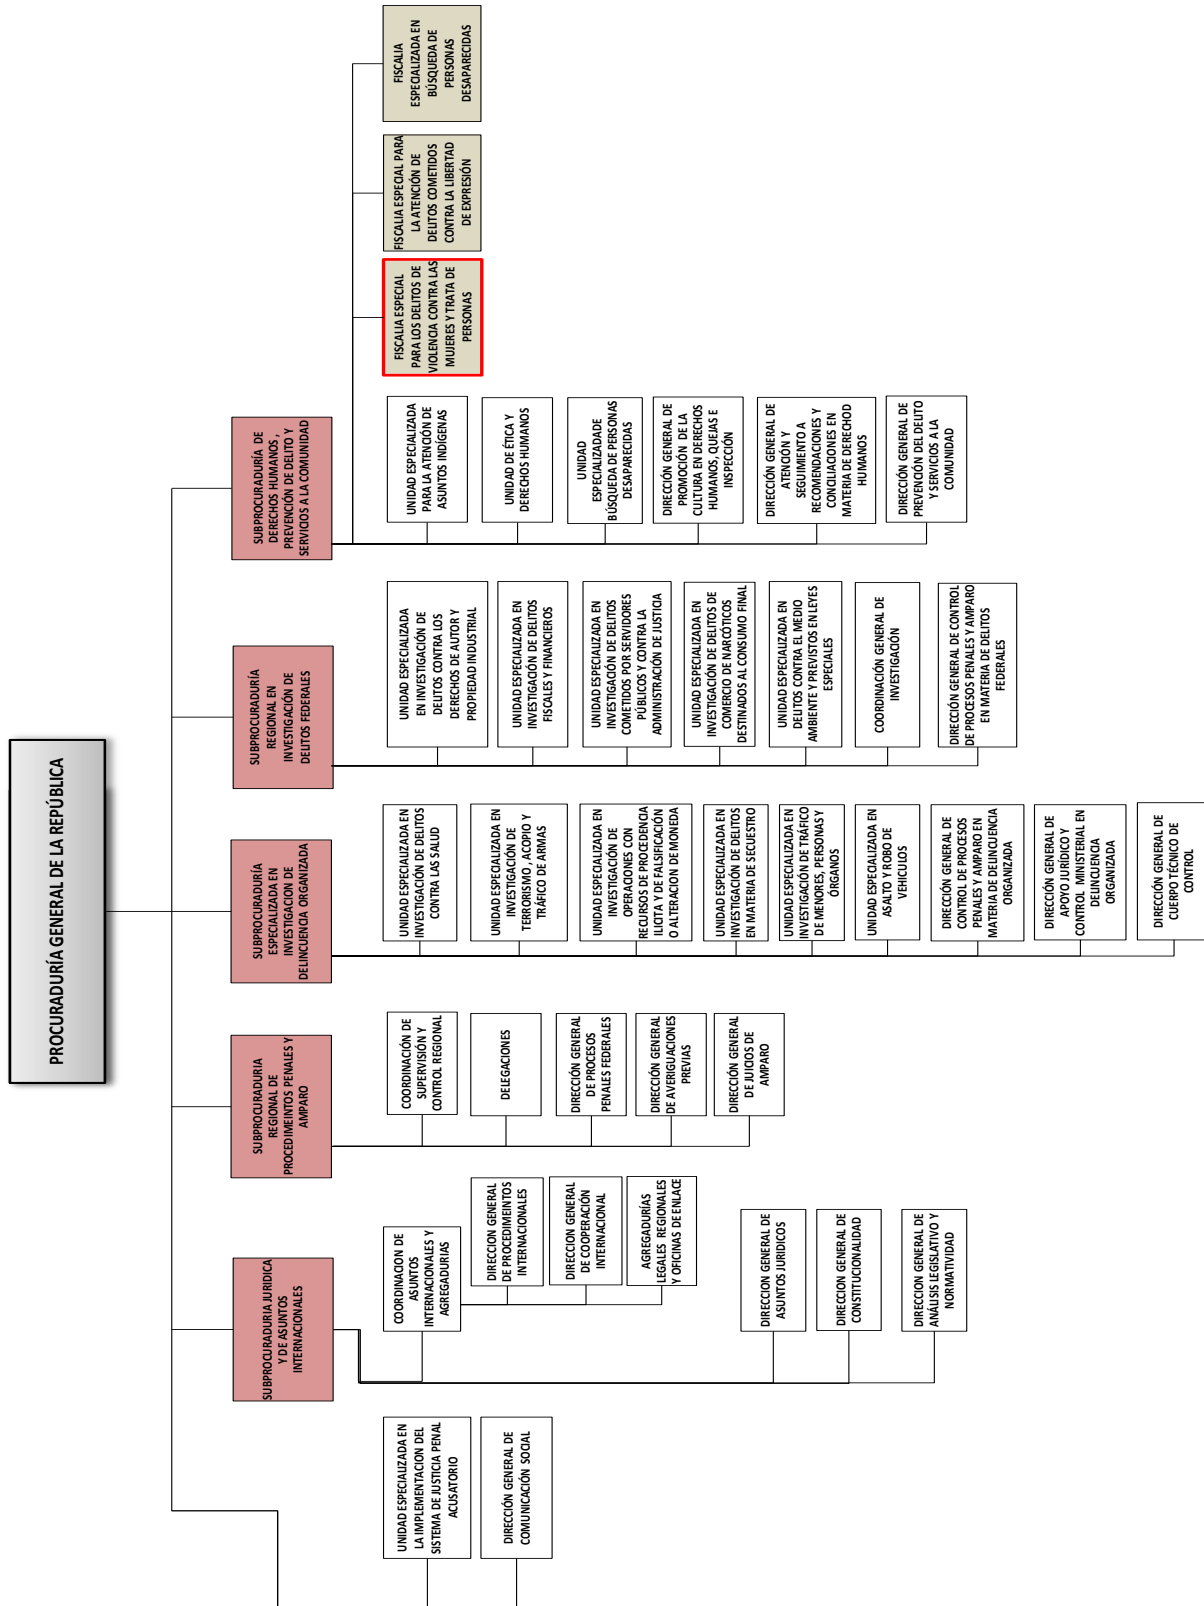 PROCURADURÍA GENERAL DE LA REPÚBLICA
SUBPROCURADURIA JURIDICA
Y DE ASUNTOS
INTERNACIONALES
SUBPROCURADURIA
REGIONAL DE
PROCEDIMEINTOS PENALES Y
AMPARO
SUBPROCURADURÍA
ESPECIALIZADA EN
INVESTIGACION DE
DELINCUENCIA ORGANIZADA
SUBPROCURADURÍA
REGIONAL EN
INVESTIGACIÓN DE
DELITOS FEDERALES
SUBPROCURADURÍA DE
DERECHOS HUMANOS ,
PREVENCIÓN DE DELITO Y
SERVICIOS A LA COMUNIDAD
UNIDAD ESPECIALIZADA EN
LA IMPLEMENTACION DEL
SISTEMA DE JUSTICIA PENAL
ACUSATORIO
DIRECCIÓN GENERAL DE
COMUNICACIÓN SOCIAL
COORDINACION DE
ASUNTOS
INTERNACIONALES Y
AGREGADURIAS
DIRECCION GENERAL
DE PROCEDIMEINTOS
INTERNACIONALES
DIRECCION GENERAL
DE COOPERACIÓN
INTERNACIONAL
AGREGADURÍAS
LEGALES REGIONALES
Y OFICINAS DE ENLACE
DIRECCION GENERAL DE
ASUNTOS JURIDICOS
DIRECCION GENERAL DE
CONSTITUCIONALIDAD
DIRECCION GENERAL DE
ANÁLISIS LEGISLATIVO Y
NORMATIVIDAD
COORDINACIÓN DE
SUPERVISIÓN Y
CONTROL REGIONAL
DELEGACIONES
DIRECCIÓN GENERAL
DE PROCESOS
PENALES FEDERALES
DIRECCIÓN GENERAL
DE AVERIGUACIONES
PREVIAS
DIRECCIÓN GENERAL
DE JUICIOS DE
AMPARO
UNIDAD ESPECIALIZADA EN
INVESTIGACIÓN DE DELITOS
CONTRA LAS SALUD
UNIDAD ESPECIALIZADA EN
INVESTIGACIÓN DE
TERRORISMO , ACOPIO Y
TRÁFICO DE ARMAS
UNIDAD ESPECIALIZADA EN
INVESTIGACIÓN DE
OPERACIONES CON
RECURSOS DE PROCEDENCIA
ILICITA Y DE FALSIFICACIÓN
O ALTERACION DE MONEDA
UNIDAD ESPECIALIZADA EN
INVESTIGACIÓN DE DELITOS
EN MATERIA DE SECUESTRO
UNIDAD ESPECIALIZADA EN
INVESTIGACIÓN DE TRÁFICO
DE MENORES, PERSONAS Y
ÓRGANOS
UNIDAD ESPECIALIZADA EN
ASALTO Y ROBO DE
VEHICULOS
DIRECCIÓN GENERAL DE
CONTROL DE PROCESOS
PENALES Y AMPARO EN
MATERIA DE DELINCUENCIA
ORGANIZADA
DIRECCIÓN GENERAL DE
APOYO JURÍDICO Y
CONTROL MINISTERIAL EN
DELINCUENCIA
ORGANIZADA
DIRECCIÓN GENERAL DE
CUERPO TÉCNICO DE
CONTROL
UNIDAD ESPECIALIZADA
EN INVESTIGACIÓN DE
DELITOS CONTRA LOS
DERECHOS DE AUTOR Y
PROPIEDAD INDUSTRIAL
UNIDAD ESPECIALIZADA EN
INVESTIGACIÓN DE DELITOS
FISCALES Y FINANCIEROS
UNIDAD ESPECIALIZADA EN
INVESTIGACIÓN DE DELITOS
COMETIDOS POR SERVIDORES
PÚBLICOS Y CONTRA LA
ADMINISTRACIÓN DE JUSTICIA
UNIDAD ESPECIALIZADA EN
INVESTIGACIÓN DE DELITOS DE
COMERCIO DE NARCÓTICOS
DESTINADOS AL CONSUMO FINAL
UNIDAD ESPECIALIZADA EN
DELITOS CONTRA EL MEDIO
AMBIENTE Y PREVISTOS EN LEYES
ESPECIALES
COORDINACIÓN GENERAL DE
INVESTIGACIÓN
DIRECCIÓN GENERAL DE CONTROL
DE PROCESOS PENALES Y AMPARO
EN MATERIA DE DELITOS
FEDERALES
UNIDAD ESPECIALIZADA
PARA LA ATENCIÓN DE
ASUNTOS INDÍGENAS
UNIDAD DE ÉTICA Y
DERECHOS HUMANOS
UNIDAD
ESPECIALIZADADE
BÚSQUEDA DE PERSONAS
DESAPARECIDAS
DIRECCIÓN GENERAL DE
PROMOCIÓN DE LA
CULTURA EN DERECHOS
HUMANOS, QUEJAS E
INSPECCIÓN
DIRECCIÓN GENERAL DE
ATENCIÓN Y
SEGUIMIENTO A
RECOMENDACIONES Y
CONCILIACIONES EN
MATERIA DE DERECHOD
HUMANOS
DIRECCIÓN GENERAL DE
PREVENCIÓN DEL DELITO
Y SERVICIOS A LA
COMUNIDAD
FISCALIA ESPECIAL
PARA LOS DELITOS DE
VIOLENCIA CONTRA LAS
MUJERES Y TRATA DE
PERSONAS
FISCALIA ESPECIAL PARA
LA ATENCIÓN DE
DELITOS COMETIDOS
CONTRA LA LIBERTAD
DE EXPRESIÓN
FISCALIA
ESPECIALIZADA EN
BÚSQUEDA DE
PERSONAS
DESAPARECIDAS